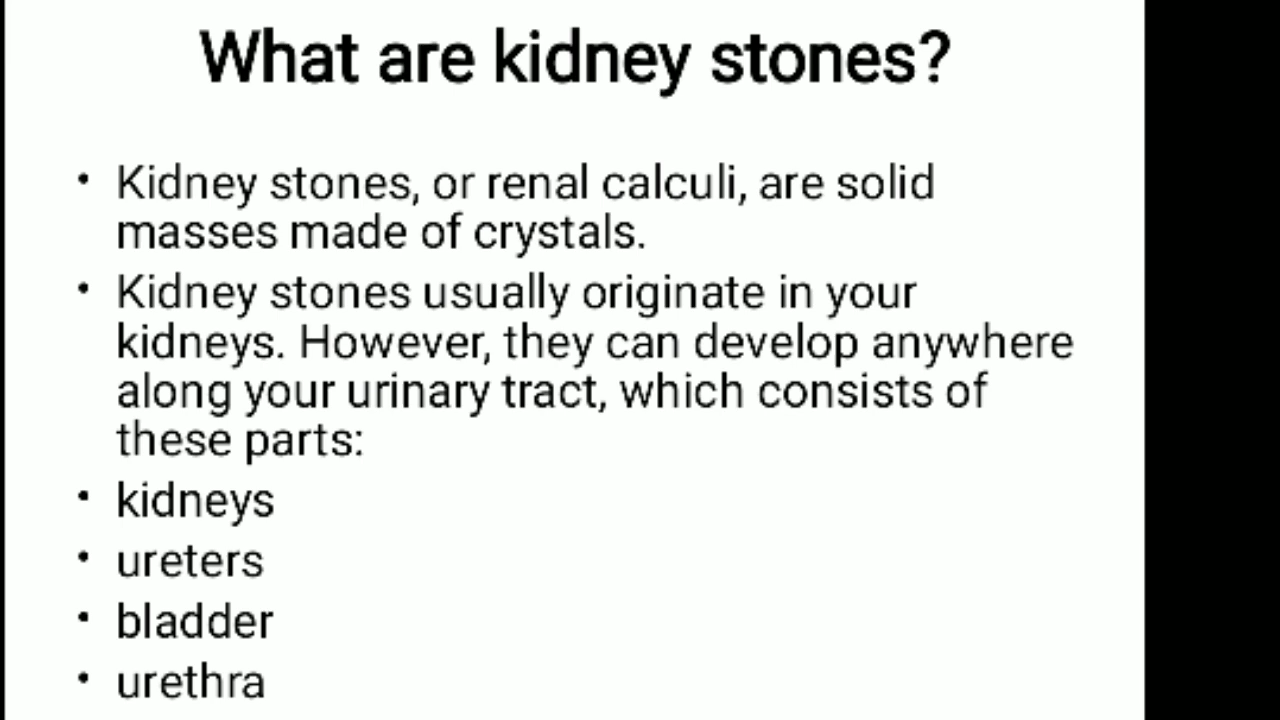 What are kidney stones?
• Kidney stones, or renal calculi, are solid
masses made of crystals.
• Kidney stones usually originate in your
kidneys. However, they can develop anywhere
along your urinary tract, which consists of
these parts:
• kidneys
• ureters
• bladder
• urethra